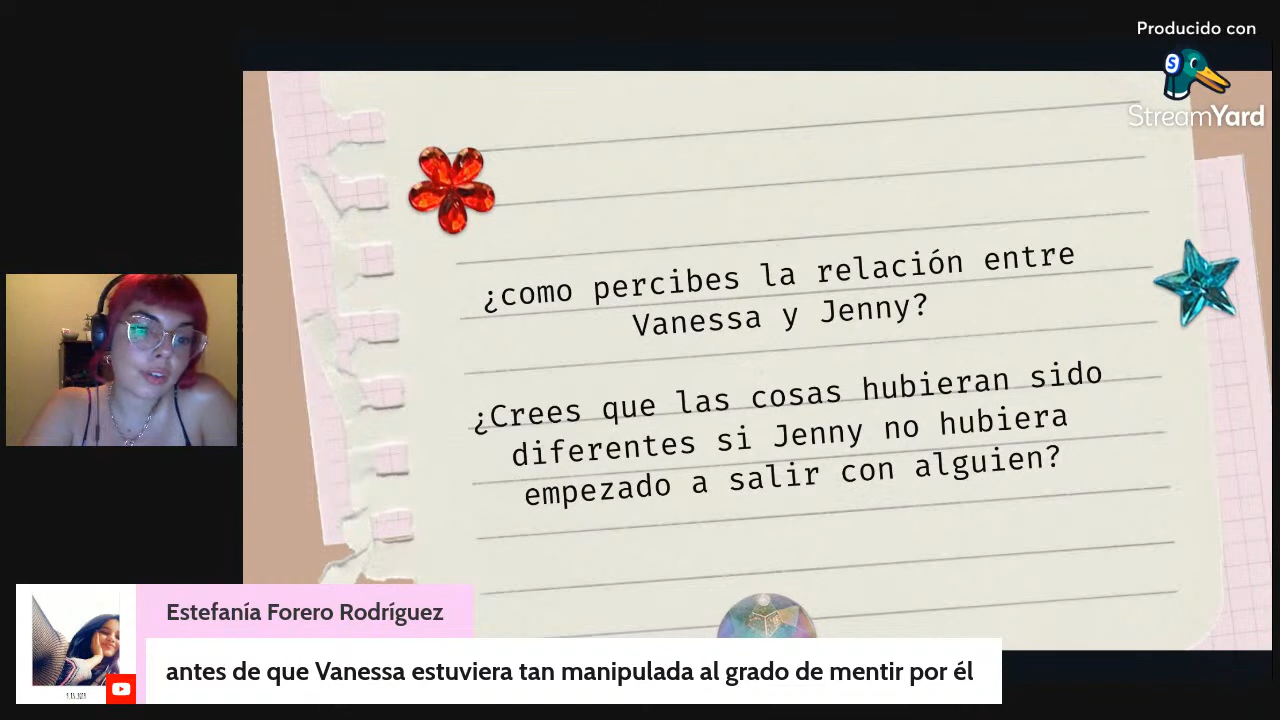 Producido con
StreamYard
¿como percibes la relación entre
Vanessa y Jenny?
¿Crees que las cosas hubieran sido
diferentes si Jenny no hubiera
empezado a salir con alguien?
Estefanía Forero Rodríguez
antes de que Vanessa estuviera tan manipulada al grado de mentir por él